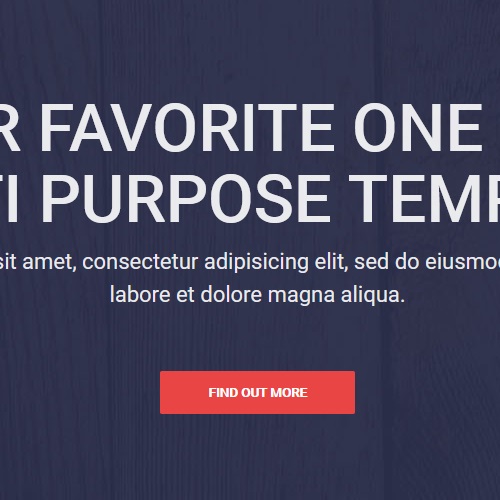 R FAVORITE ONE
TI PURPOSE TEMP
sit amet, consectetur adipisicing elit, sed do eiusmod
labore et dolore magna aliqua.
FIND OUT MORE